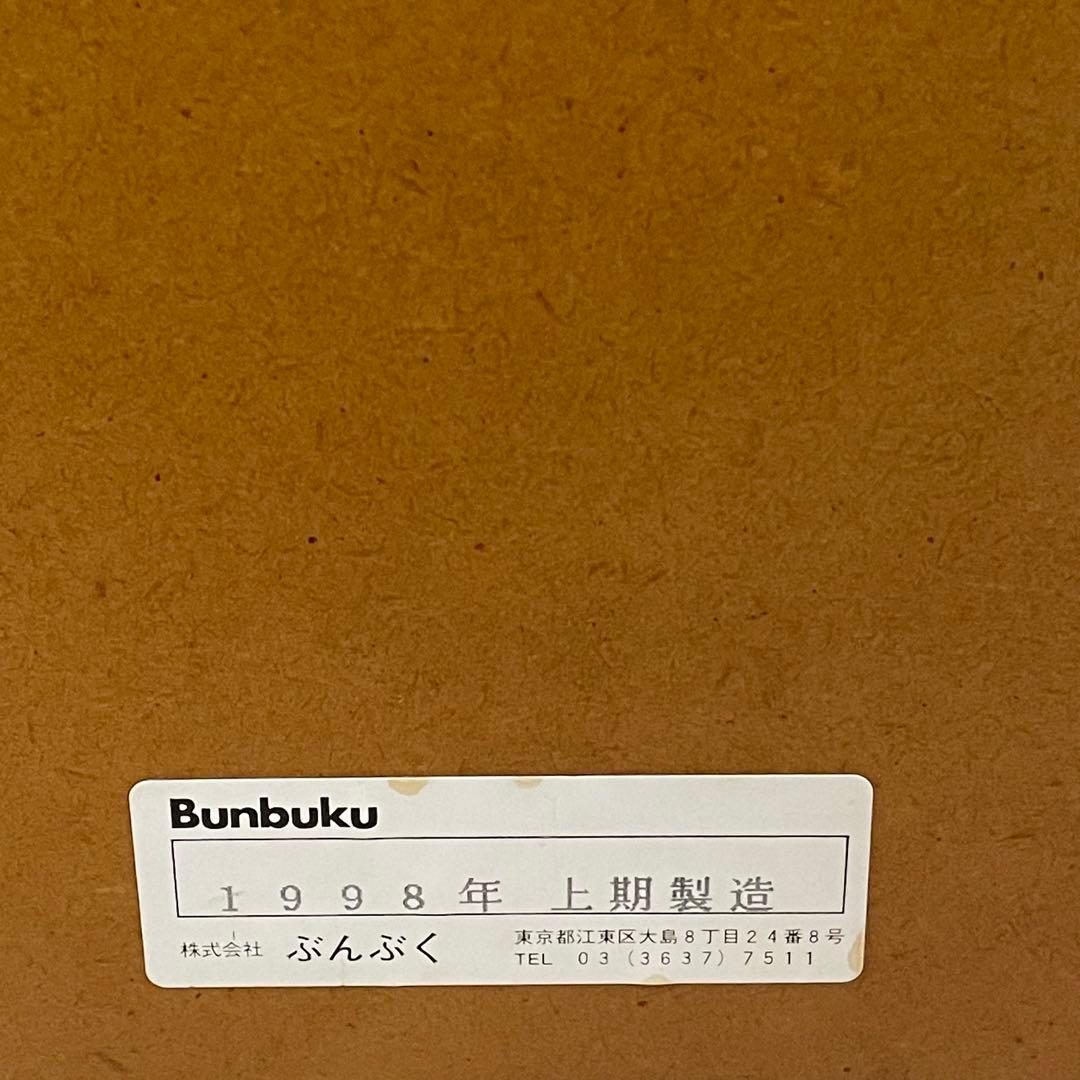 Bunbuku
1998年 上期製造
株式会社 ぶんぶく
東京都江東区大島8丁目24番8号
TEL 03(3637)7511